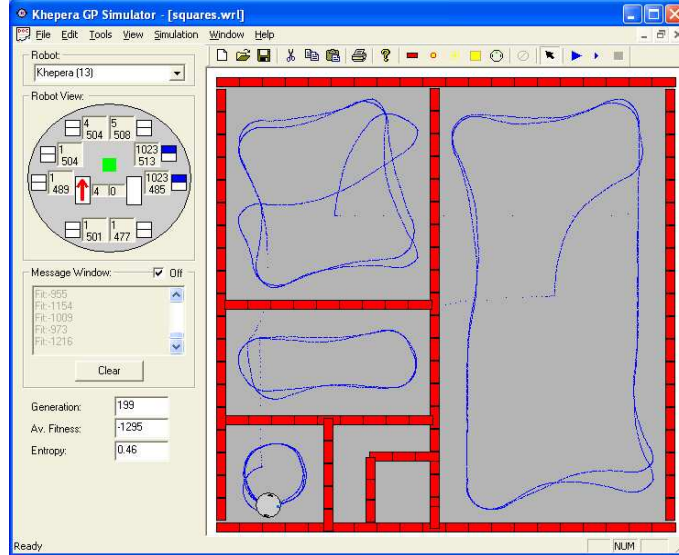 Khepera GP Simulator - [squares.wrl]
File Edit Tools View Simulation Window Help
Robot:
Khepera (13)
Robot View:
4 5
504 508
1 1023
504 513
1 1023
489 485
4 0
1 1
501 477
Message Window: Off
Fit:-955
Fit:-1154
Fit:-1009
Fit:-973
Fit:-1216
Clear
Generation: 199
Av. Fitness: -1295
Entropy: 0.46
Ready NUM